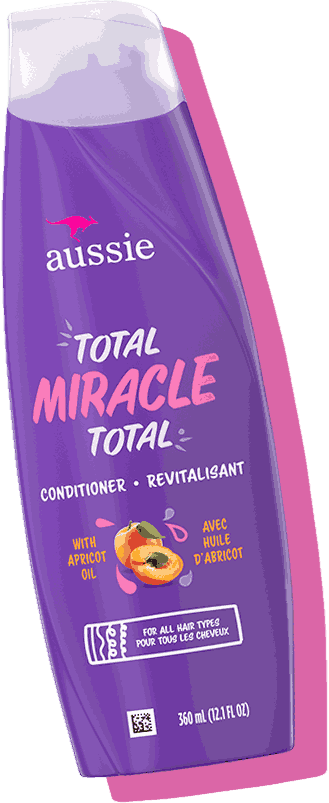 aussie
TOTAL
MIRACLE
TOTAL
CONDITIONER • REVITALISANT
WITH
APRICOT
OIL
AVEC
HUILE
D'ABRICOT
FOR ALL HAIR TYPES
POUR TOUS LES CHEVEUX
360 mL (12.1 FL OZ)